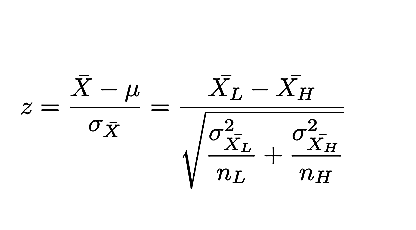 $z = \frac{\bar{X} - \mu}{\sigma_{\bar{X}}} = \frac{\bar{X_L} - \bar{X_H}}{\sqrt{\frac{\sigma^2_{\bar{X_L}}}{n_L} + \frac{\sigma^2_{\bar{X_H}}}{n_H}}}$